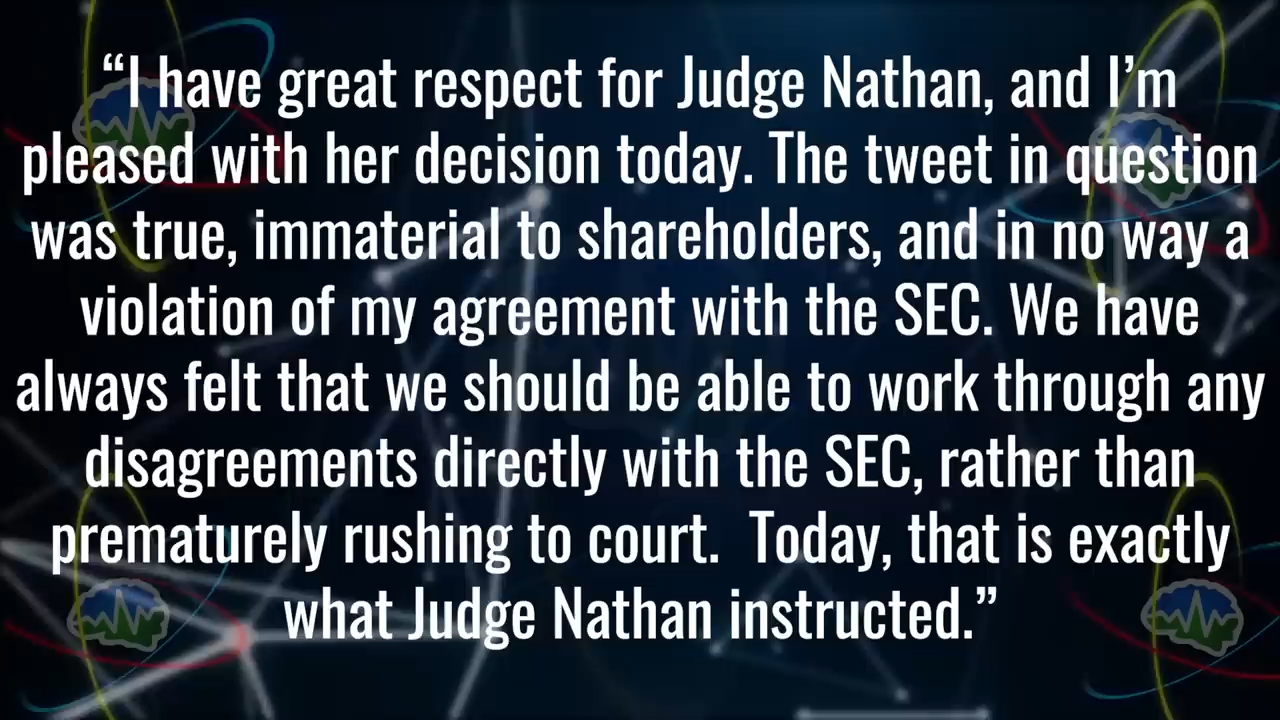 “I have great respect for Judge Nathan, and I’m
pleased with her decision today. The tweet in question
was true, immaterial to shareholders, and in no way a
violation of my agreement with the SEC. We have
always felt that we should be able to work through any
disagreements directly with the SEC, rather than
prematurely rushing to court.  Today, that is exactly
what Judge Nathan instructed.”